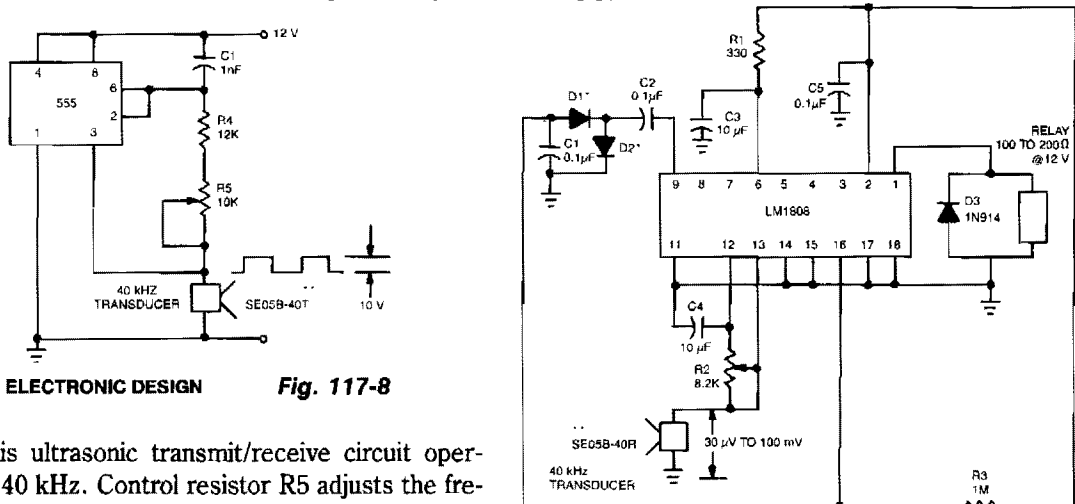 12 V
C1
1nF
4 8
555
6
2
1 3
R4
12K
R5
10K
40 kHz
TRANSDUCER
SE05B-40T
10 V
ELECTRONIC DESIGN Fig. 117-8
is ultrasonic transmit/receive circuit oper-
40 kHz. Control resistor R5 adjusts the fre-
R1
330
C2
0.1µF
D1*
C1
0.1µF
D2*
C3
10 µF
C5
0.1µF
RELAY
100 TO 200Ω
@12 V
9 8 7 6 5 4 3 2 1
LM1808
D3
1N914
11 12 13 14 15 16 17 18
C4
10 µF
R2
8.2K
SE05B-40R
30 µV TO 100 mV
40 kHz
TRANSDUCER
R3
1M